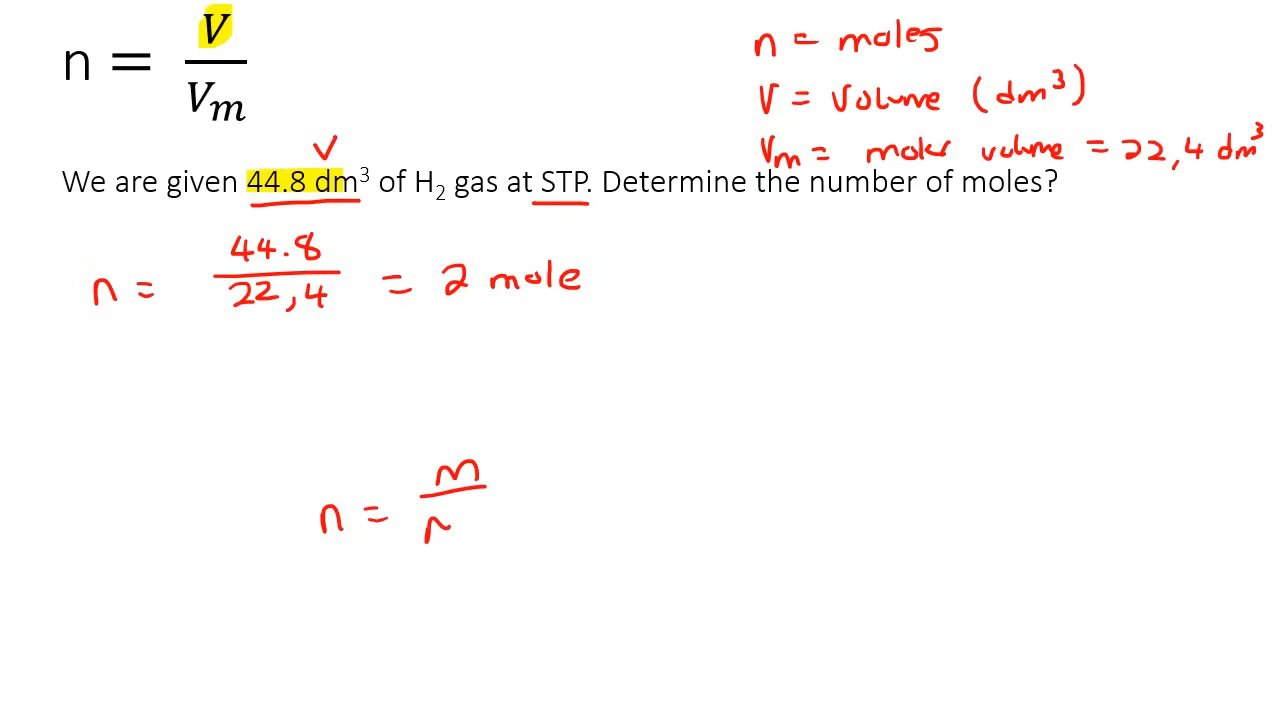 n = V / Vm
n = moles
V = Volume (dm³)
Vm = molar volume = 22,4 dm³
V
We are given 44.8 dm³ of H₂ gas at STP. Determine the number of moles?
n = 44.8 / 22,4 = 2 mole
n = m